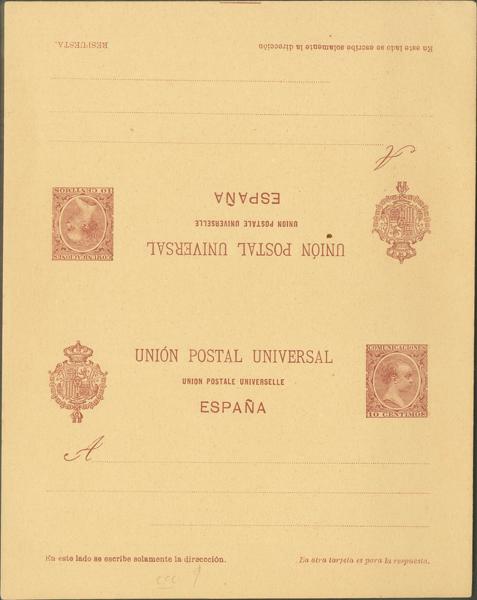 RESPUESTA.
En este lado se escribe solamente la dirección
A
10 CENTIMOS
COMUNICACIONES
ESPAÑA
UNION POSTALE UNIVERSELLE
UNIÓN POSTAL UNIVERSAL
UNIÓN POSTAL UNIVERSAL
UNION POSTALE UNIVERSELLE
ESPAÑA
COMUNICACIONES
10 CENTIMOS
A
En este lado se escribe solamente la direccción.
La otra tarjeta es para la respuesta.